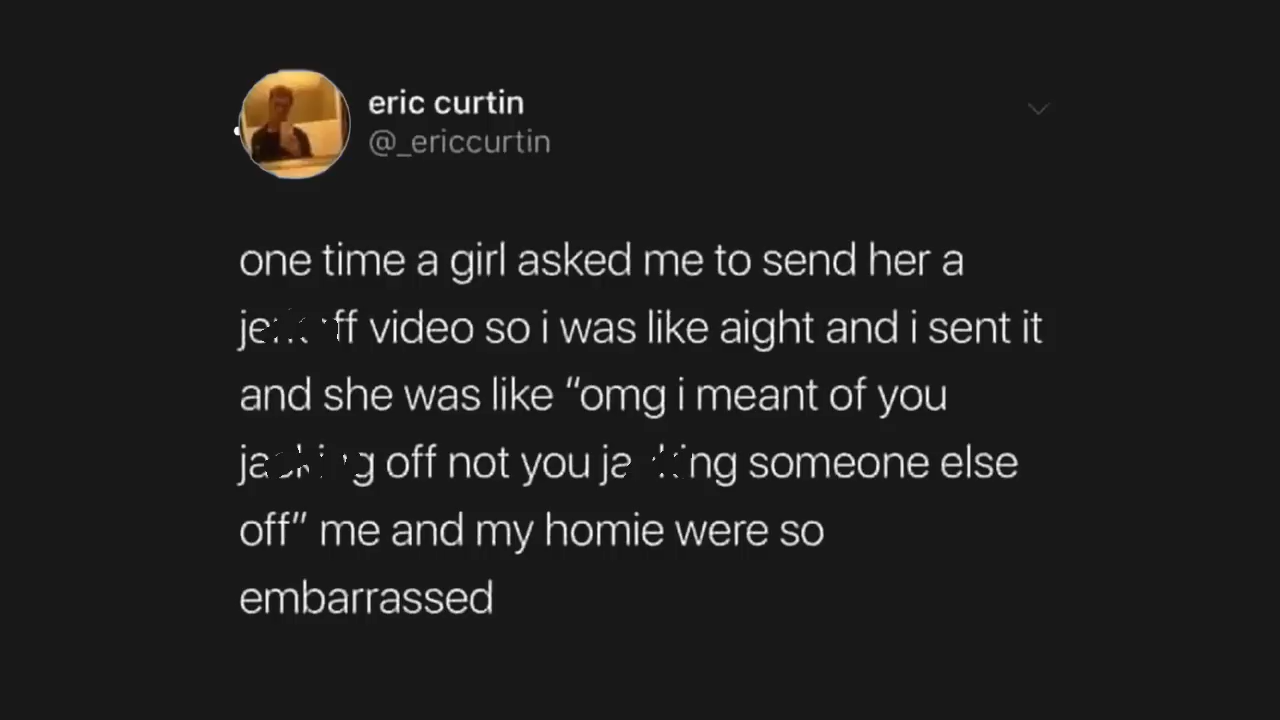 eric curtin
@_ericcurtin
one time a girl asked me to send her a
video so i was like aight and i sent it
and she was like “omg i meant of you
off not you someone else
off” me and my homie were so
embarrassed